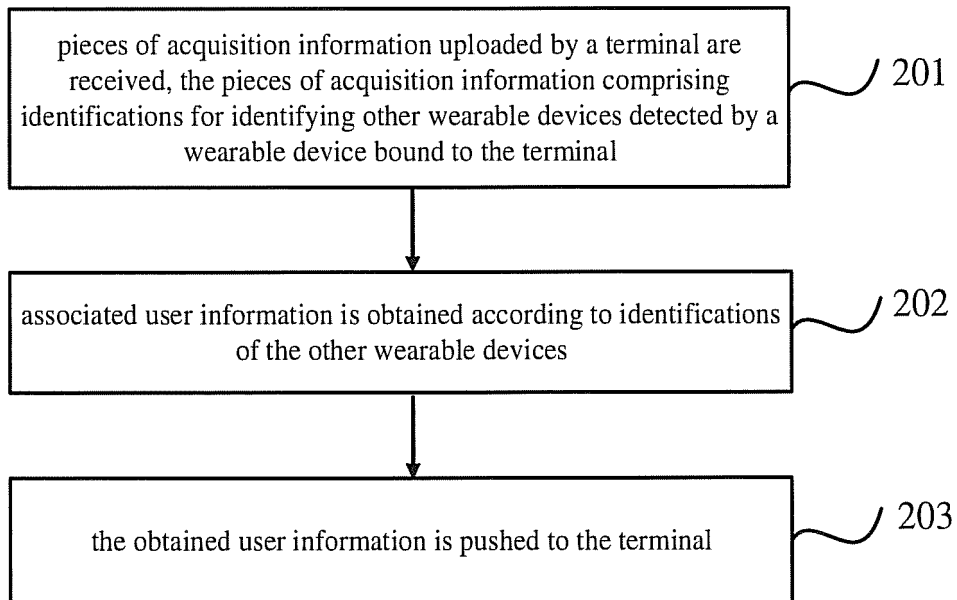 pieces of acquisition information uploaded by a terminal are
received, the pieces of acquisition information comprising
identifications for identifying other wearable devices detected by a
wearable device bound to the terminal
201
associated user information is obtained according to identifications
of the other wearable devices
202
the obtained user information is pushed to the terminal
203